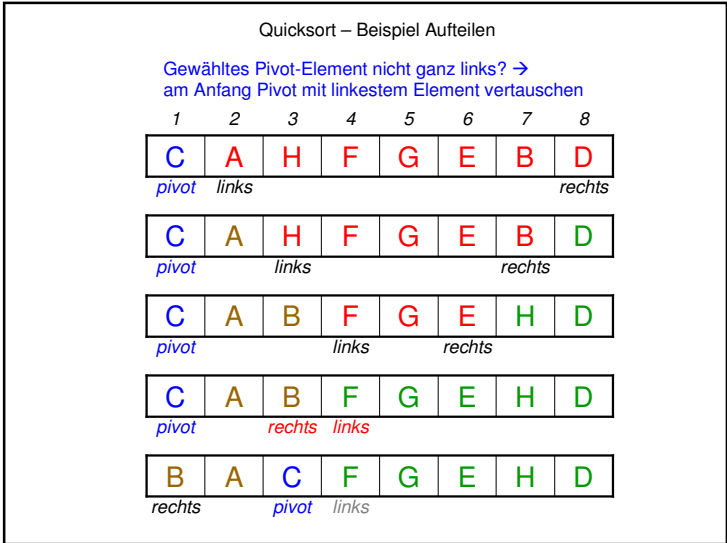 Quicksort – Beispiel Aufteilen
Gewähltes Pivot-Element nicht ganz links? →
am Anfang Pivot mit linkestem Element vertauschen
1 2 3 4 5 6 7 8
C A H F G E B D
pivot links rechts
C A H F G E B D
pivot links rechts
C A B F G E H D
pivot links rechts
C A B F G E H D
pivot rechts links
B A C F G E H D
rechts pivot links